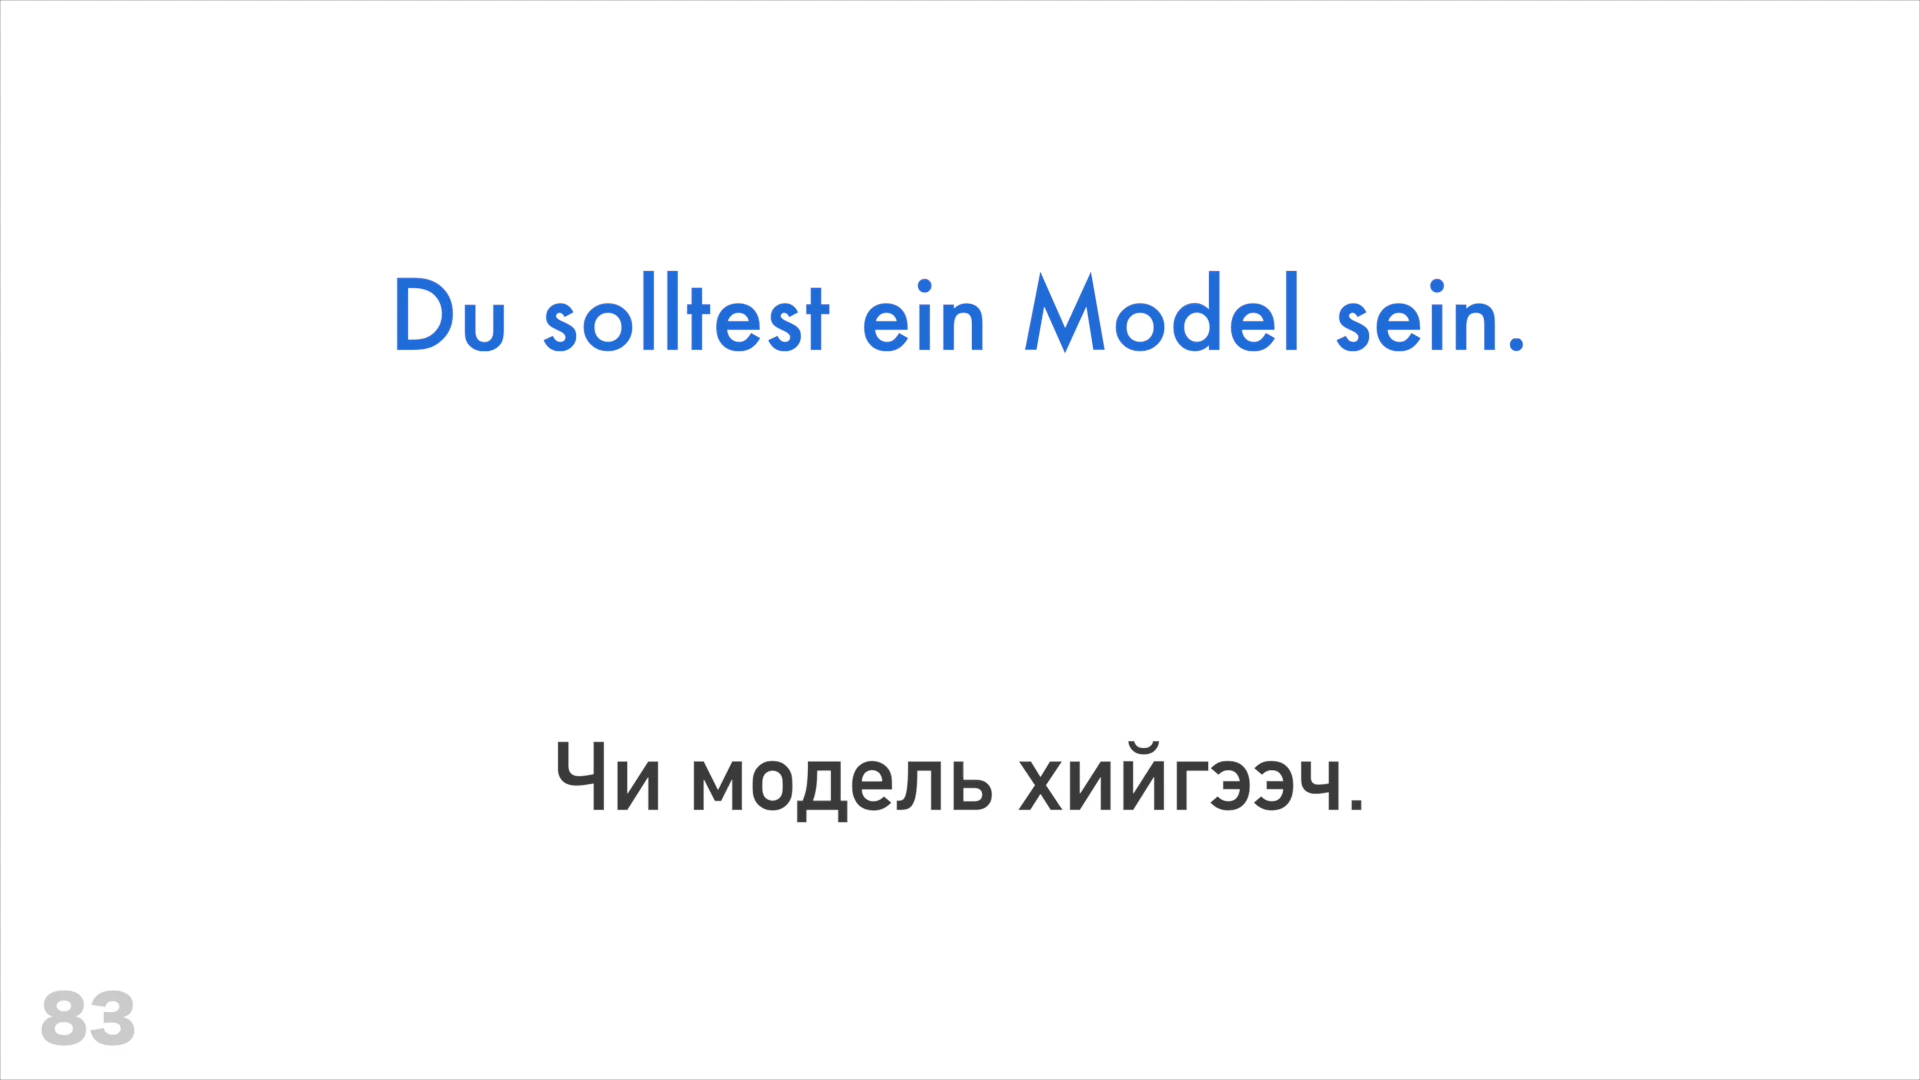 Du solltest ein Model sein.
Чи модель хийгээч.
83